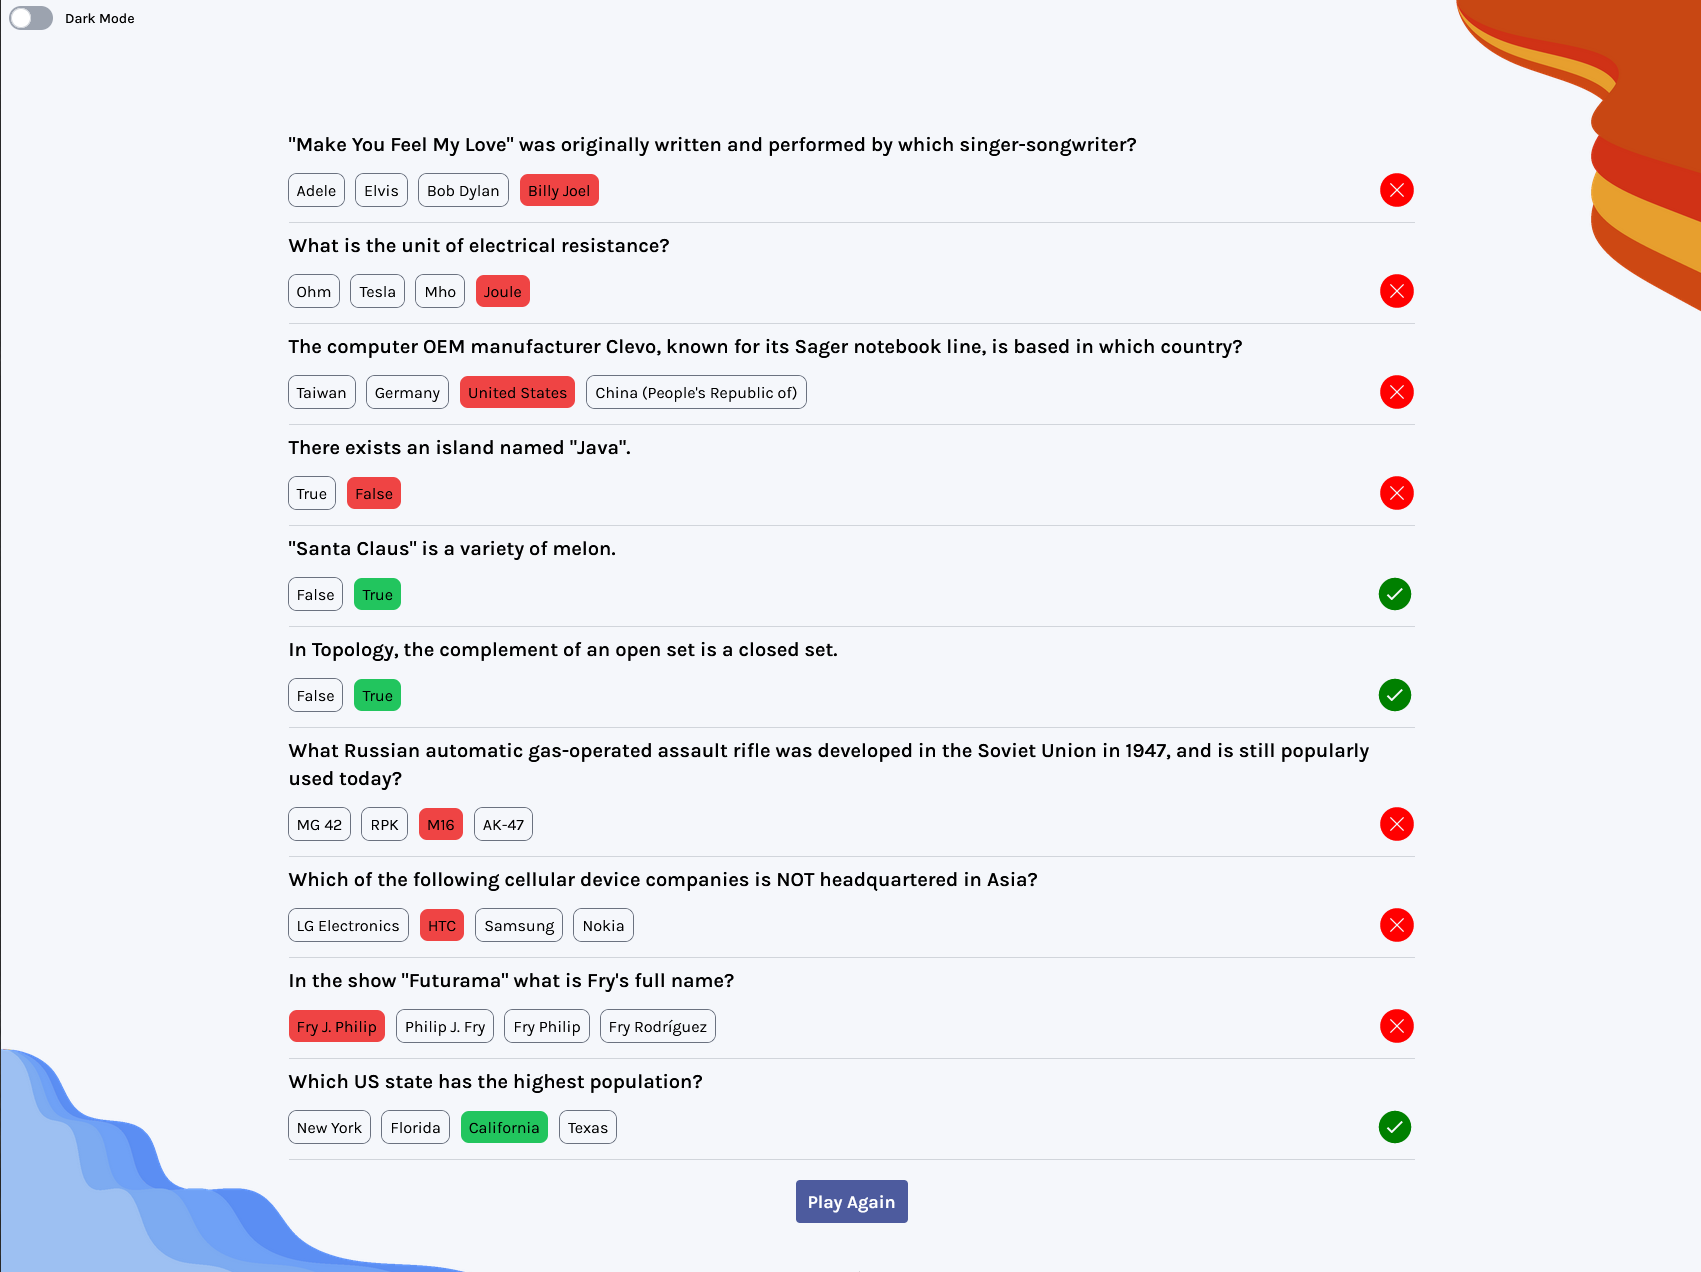 Dark Mode
"Make You Feel My Love" was originally written and performed by which singer-songwriter?
Adele Elvis Bob Dylan Billy Joel
What is the unit of electrical resistance?
Ohm Tesla Mho Joule
The computer OEM manufacturer Clevo, known for its Sager notebook line, is based in which country?
Taiwan Germany United States China (People's Republic of)
There exists an island named "Java".
True False
"Santa Claus" is a variety of melon.
False True
In Topology, the complement of an open set is a closed set.
False True
What Russian automatic gas-operated assault rifle was developed in the Soviet Union in 1947, and is still popularly
used today?
MG 42 RPK M16 AK-47
Which of the following cellular device companies is NOT headquartered in Asia?
LG Electronics HTC Samsung Nokia
In the show "Futurama" what is Fry's full name?
Fry J. Philip Philip J. Fry Fry Philip Fry Rodríguez
Which US state has the highest population?
New York Florida California Texas
Play Again